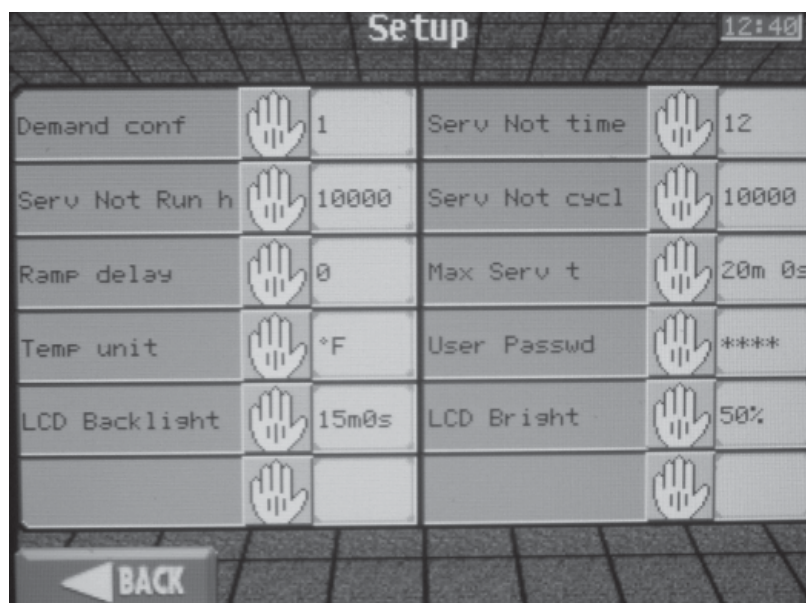 Setup
12:40
Demand conf 1 Serv Not time 12
Serv Not Run h 10000 Serv Not cycl 10000
Ramp delay 0 Max Serv t 20m 0s
Temp unit °F User Passwd ****
LCD Backlight 15m0s LCD Bright 50%
BACK